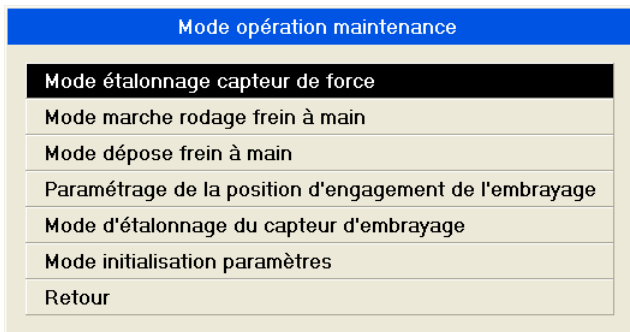 Mode opération maintenance
Mode étalonnage capteur de force
Mode marche rodage frein à main
Mode dépose frein à main
Paramétrage de la position d'engagement de l'embrayage
Mode d'étalonnage du capteur d'embrayage
Mode initialisation paramètres
Retour